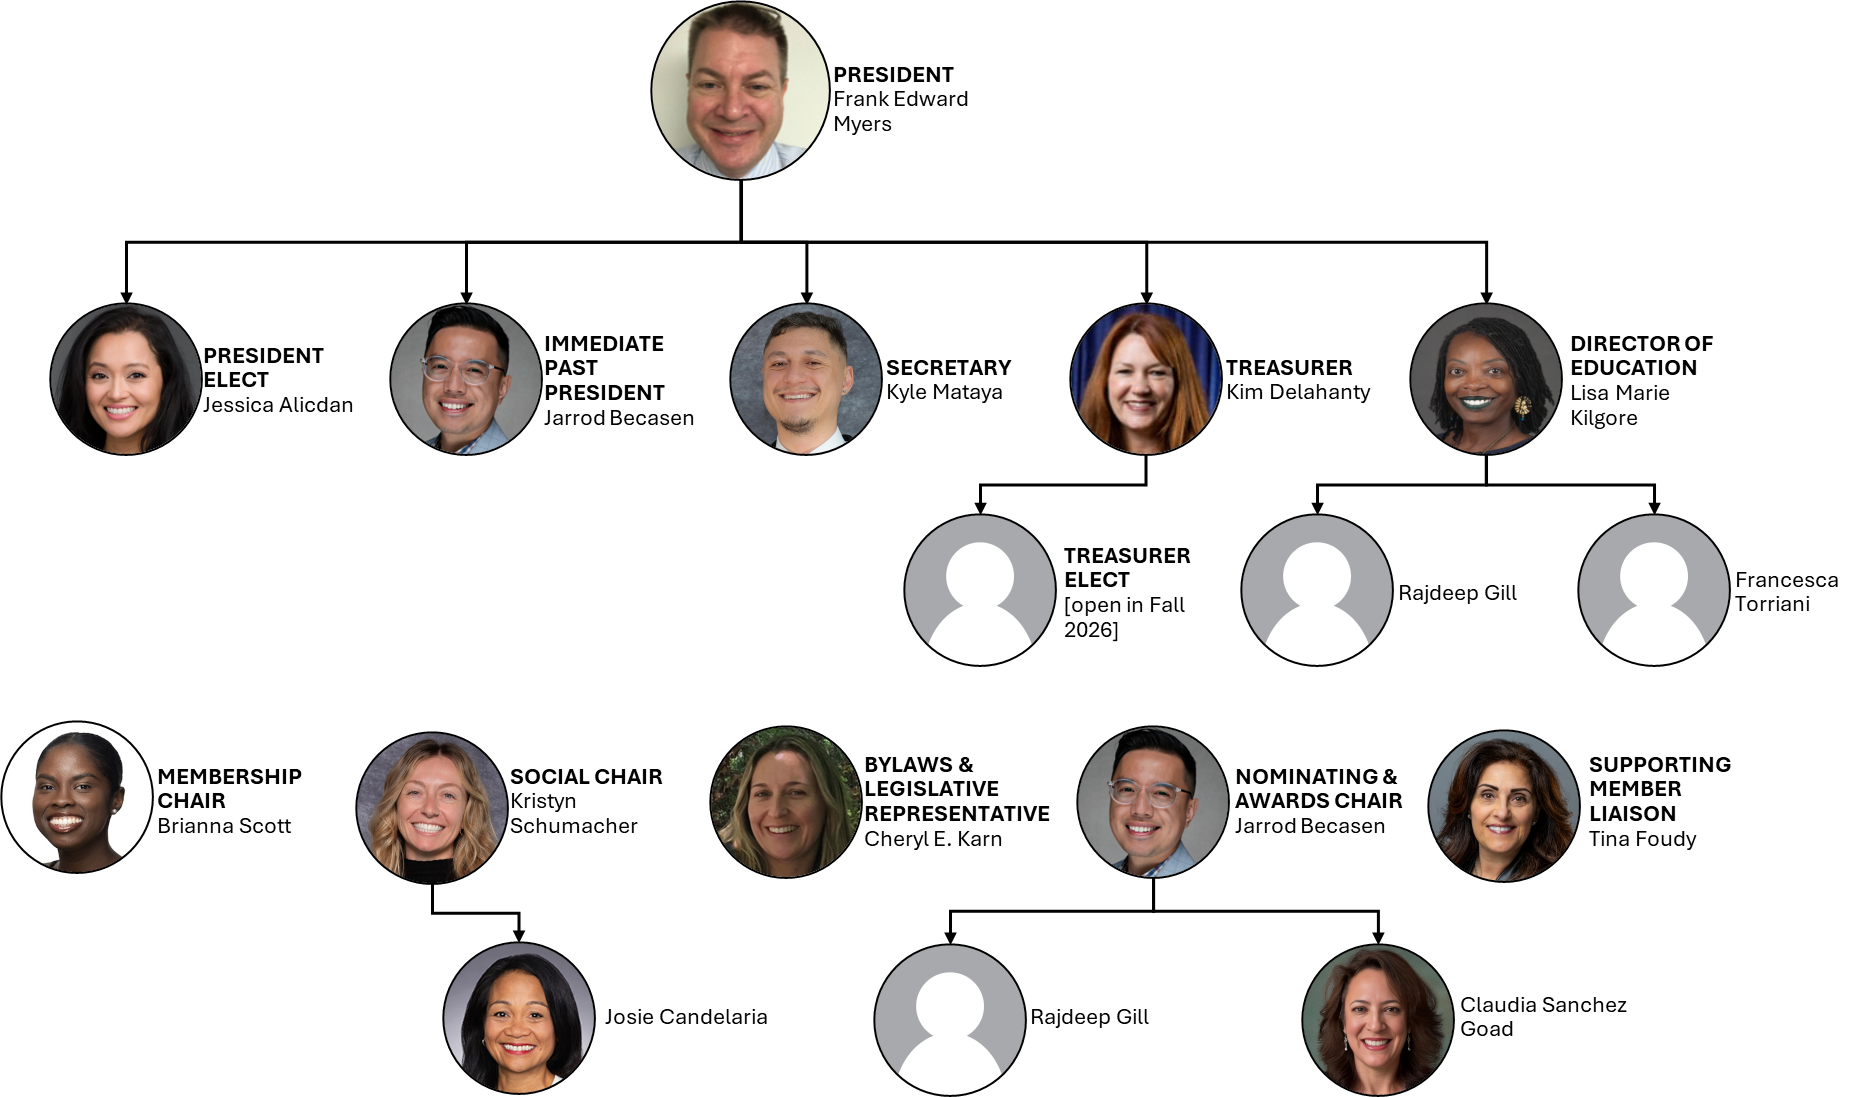 PRESIDENT
Frank Edward
Myers
PRESIDENT
ELECT
Jessica Alicdan
IMMEDIATE
PAST
PRESIDENT
Jarrod Becasen
SECRETARY
Kyle Mataya
TREASURER
Kim Delahanty
DIRECTOR OF
EDUCATION
Lisa Marie
Kilgore
TREASURER
ELECT
[open in Fall
2026]
Rajdeep Gill
Francesca
Torriani
MEMBERSHIP
CHAIR
Brianna Scott
SOCIAL CHAIR
Kristyn
Schumacher
BYLAWS &
LEGISLATIVE
REPRESENTATIVE
Cheryl E. Karn
NOMINATING &
AWARDS CHAIR
Jarrod Becasen
SUPPORTING
MEMBER
LIAISON
Tina Foudy
Josie Candelaria
Rajdeep Gill
Claudia Sanchez
Goad